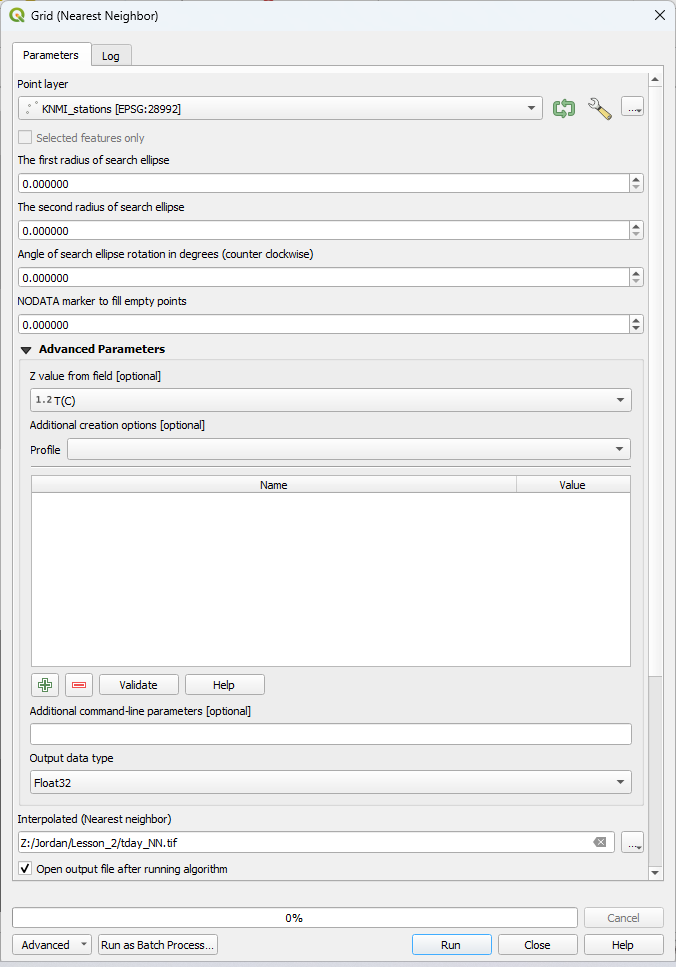 Grid (Nearest Neighbor)
Parameters
Log
Point layer
KNMI_stations [EPSG:28992]
...
Selected features only
The first radius of search ellipse
0.000000
The second radius of search ellipse
0.000000
Angle of search ellipse rotation in degrees (counter clockwise)
0.000000
NODATA marker to fill empty points
0.000000
Advanced Parameters
Z value from field [optional]
1.2 T(C)
Additional creation options [optional]
Profile
Name Value
Validate Help
Additional command-line parameters [optional]
Output data type
Float32
Interpolated (Nearest neighbor)
Z:/Jordan/Lesson_2/tday_NN.tif
...
Open output file after running algorithm
0% Cancel
Advanced Run as Batch Process... Run Close Help